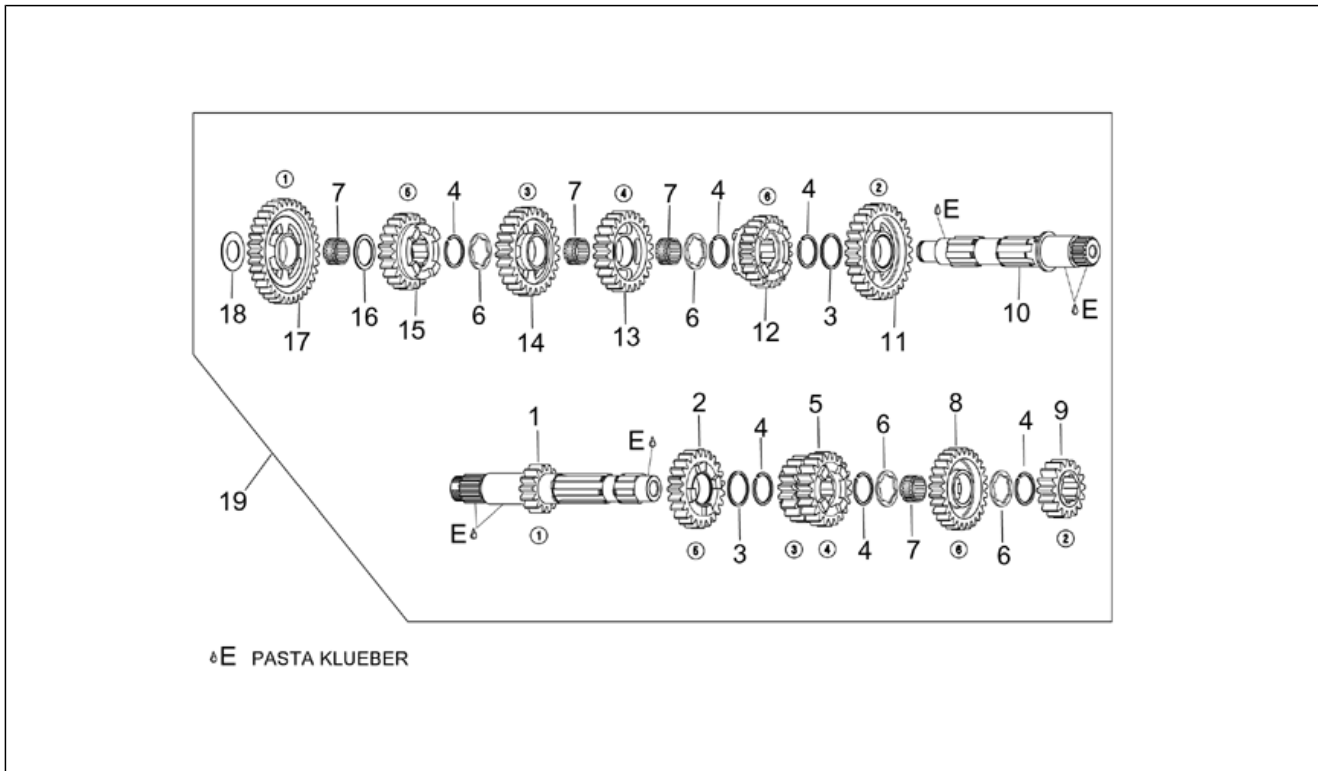 ① ⑤ ③ ④ ⑥ ②
7 4 7 7 4 4 E
18 17 16 15 6 14 13 6 12 3 11 10 E
1 E 2 4 5 6 8 4 9
19 E ① ⑤ 3 ③ ④ 4 7 ⑥ 6 ②
E PASTA KLUEBER